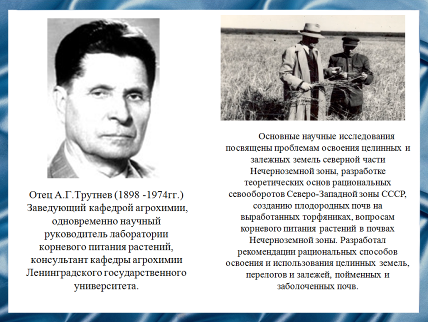 Отец А.Г.Трутнев (1898 -1974гг.)
Заведующий кафедрой агрохимии,
одновременно научный
руководитель лаборатории
корневого питания растений,
консультант кафедры агрохимии
Ленинградского государственного
университета.
Основные научные исследования
посвящены проблемам освоения целинных и
залежных земель северной части
Нечерноземной зоны, разработке
теоретических основ рациональных
севооборотов Северо-Западной зоны СССР,
созданию плодородных почв на
выработанных торфяниках, вопросам
корневого питания растений в почвах
Нечерноземной зоны. Разработал
рекомендации рациональных способов
освоения и использования целинных земель,
перелогов и залежей, пойменных и
заболоченных почв.